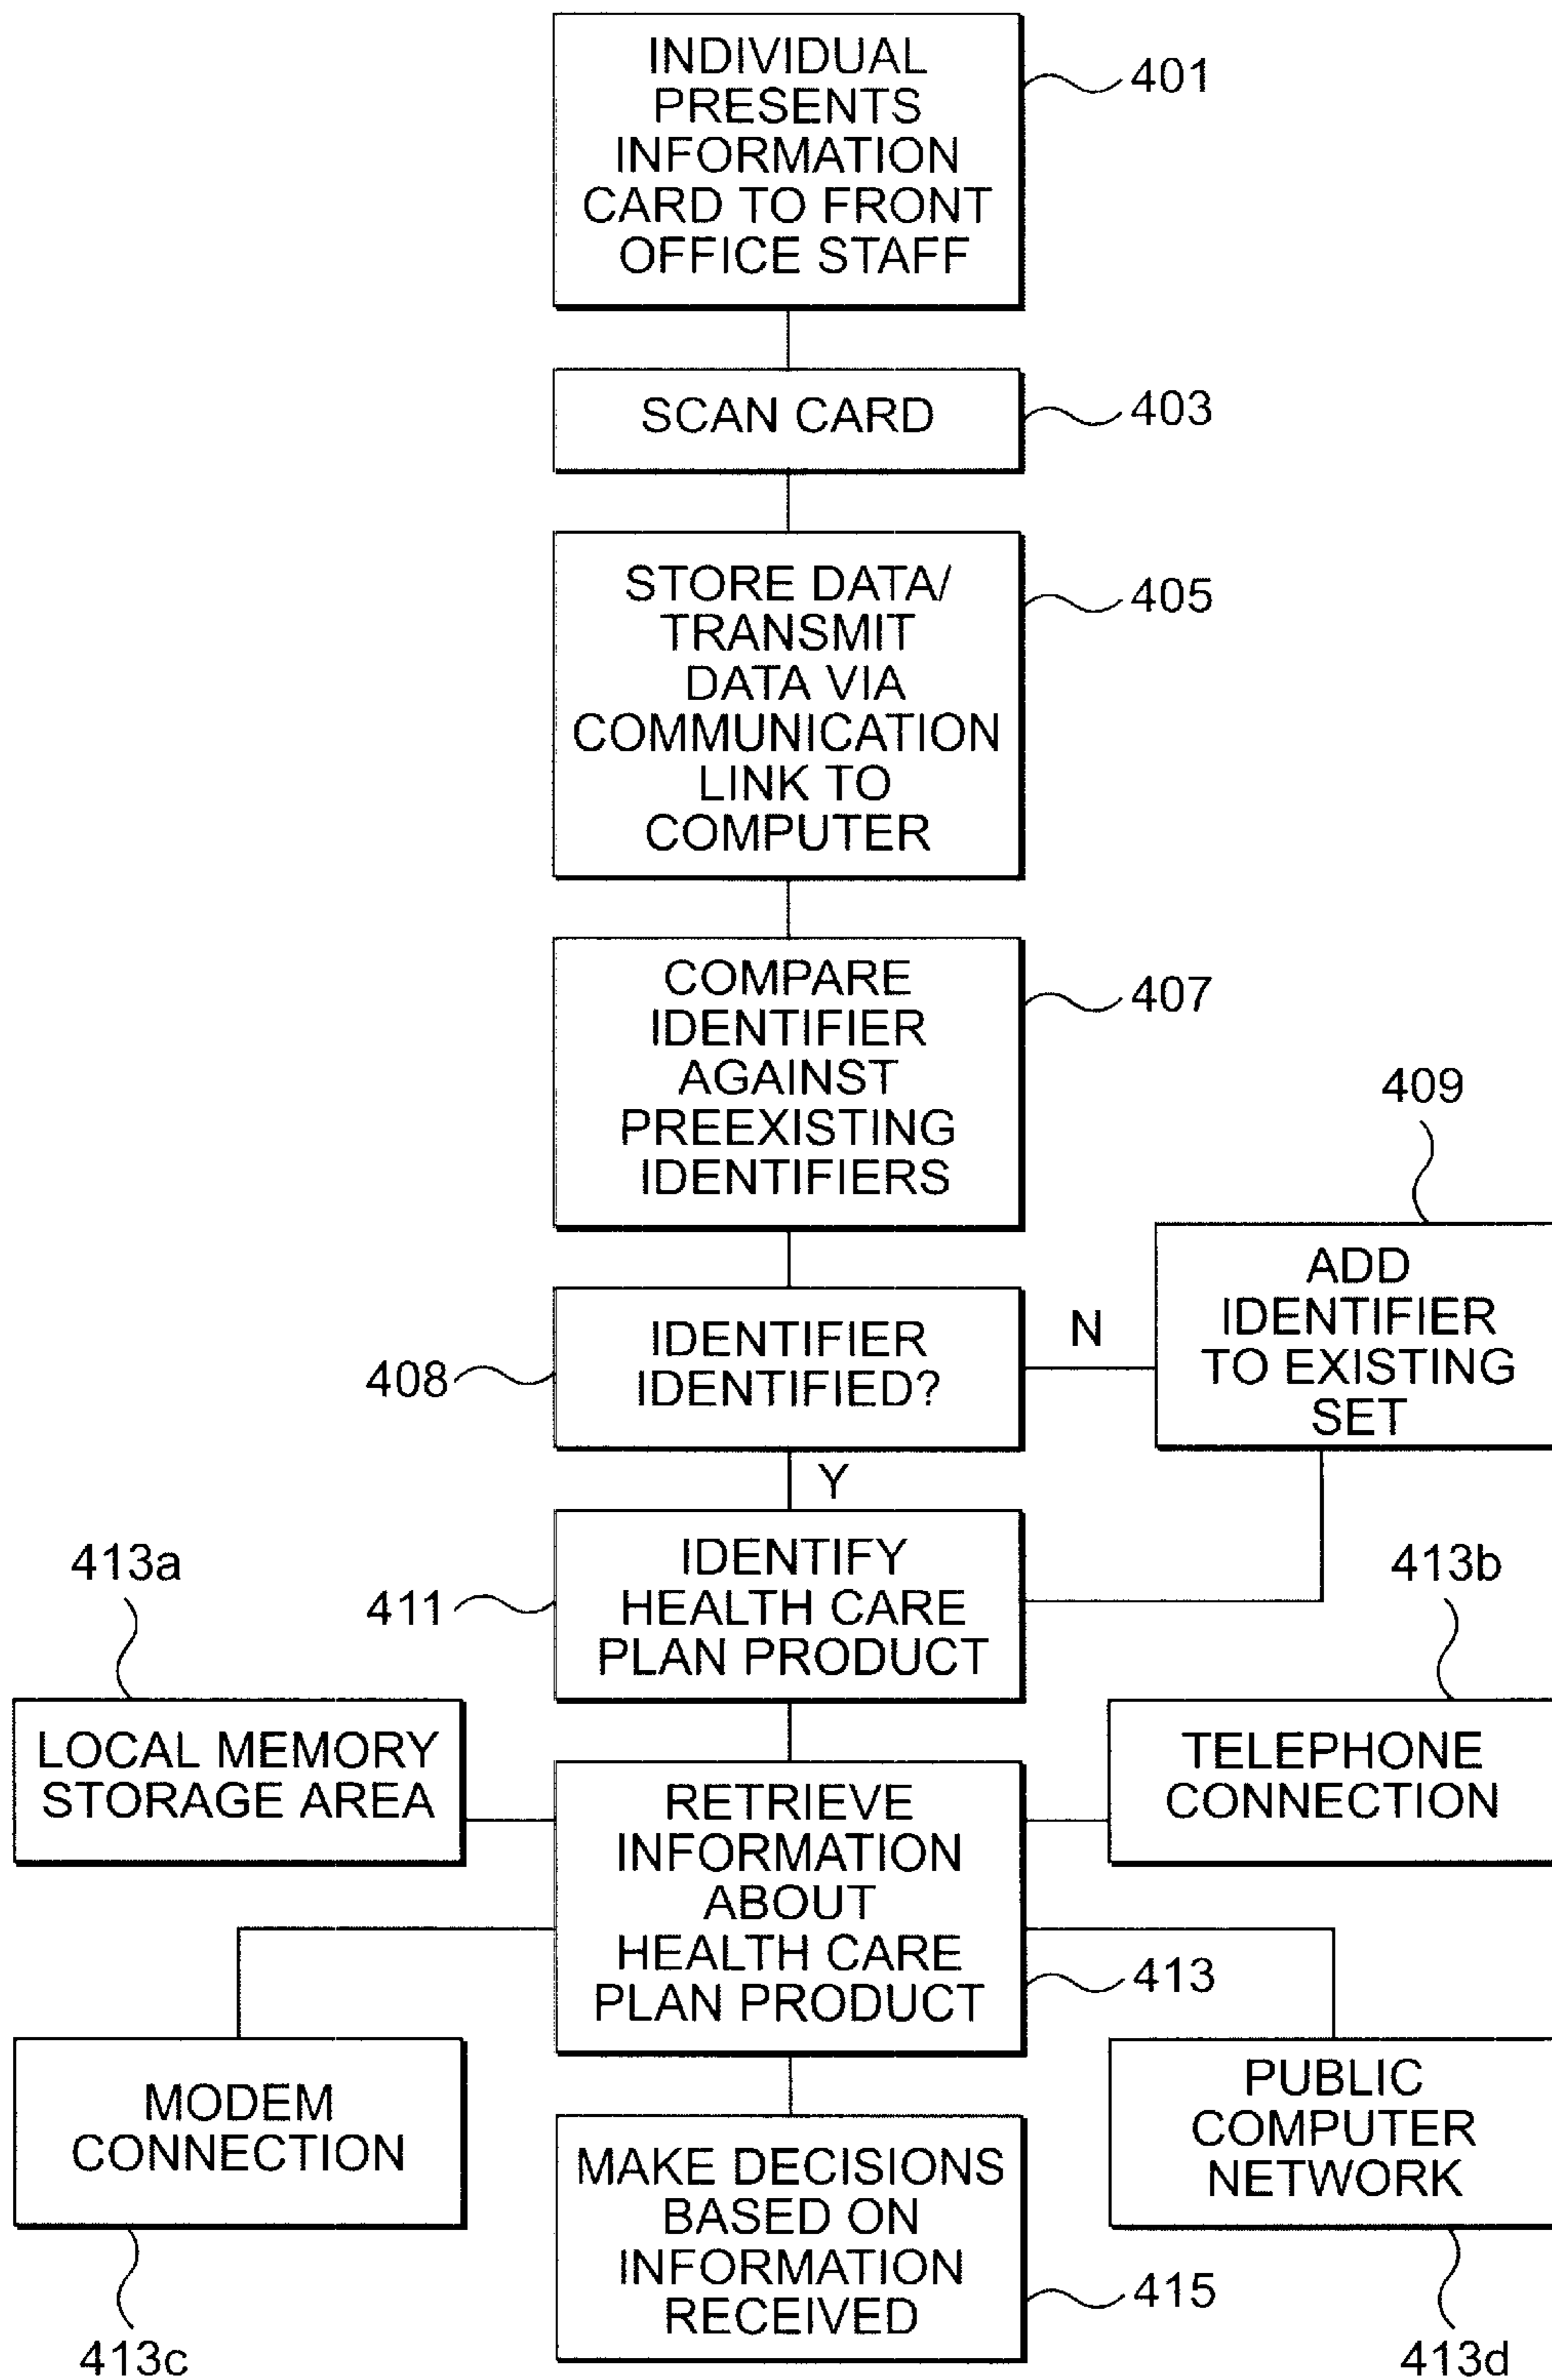 INDIVIDUAL
PRESENTS
INFORMATION
CARD TO FRONT
OFFICE STAFF
401
SCAN CARD
403
STORE DATA/
TRANSMIT
DATA VIA
COMMUNICATION
LINK TO
COMPUTER
405
COMPARE
IDENTIFIER
AGAINST
PREEXISTING
IDENTIFIERS
407
409
ADD
IDENTIFIER
TO EXISTING
SET
N
IDENTIFIER
IDENTIFIED?
408
Y
IDENTIFY
HEALTH CARE
PLAN PRODUCT
411
413a
LOCAL MEMORY
STORAGE AREA
413b
TELEPHONE
CONNECTION
RETRIEVE
INFORMATION
ABOUT
HEALTH CARE
PLAN PRODUCT
413
MODEM
CONNECTION
413c
PUBLIC
COMPUTER
NETWORK
413d
MAKE DECISIONS
BASED ON
INFORMATION
RECEIVED
415